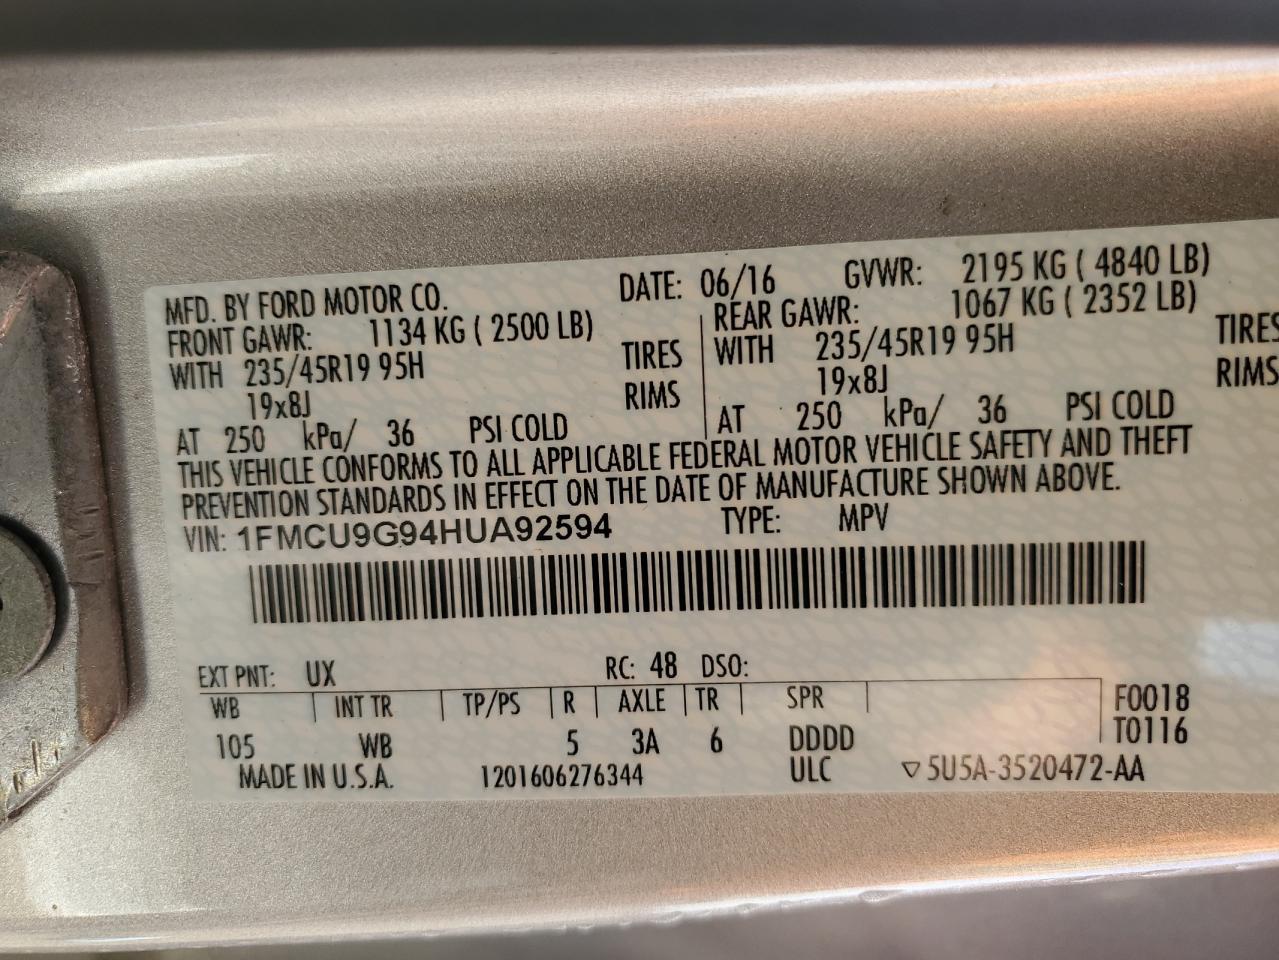 MFD. BY FORD MOTOR CO. DATE: 06/16 GVWR: 2195 KG ( 4840 LB)
FRONT GAWR: 1134 KG ( 2500 LB) REAR GAWR: 1067 KG ( 2352 LB)
WITH 235/45R19 95H TIRES WITH 235/45R19 95H TIRES
19x8J RIMS 19x8J RIMS
AT 250 kPa/ 36 PSI COLD AT 250 kPa/ 36 PSI COLD
THIS VEHICLE CONFORMS TO ALL APPLICABLE FEDERAL MOTOR VEHICLE SAFETY AND THEFT
PREVENTION STANDARDS IN EFFECT ON THE DATE OF MANUFACTURE SHOWN ABOVE.
VIN: 1FMCU9G94HUA92594 TYPE: MPV
EXT PNT: UX RC: 48 DSO:
WB INT TR TP/PS R AXLE TR SPR F0018
105 WB 5 3A 6 DDDD T0116
MADE IN U.S.A. 1201606276344 ULC ▽5U5A-3520472-AA